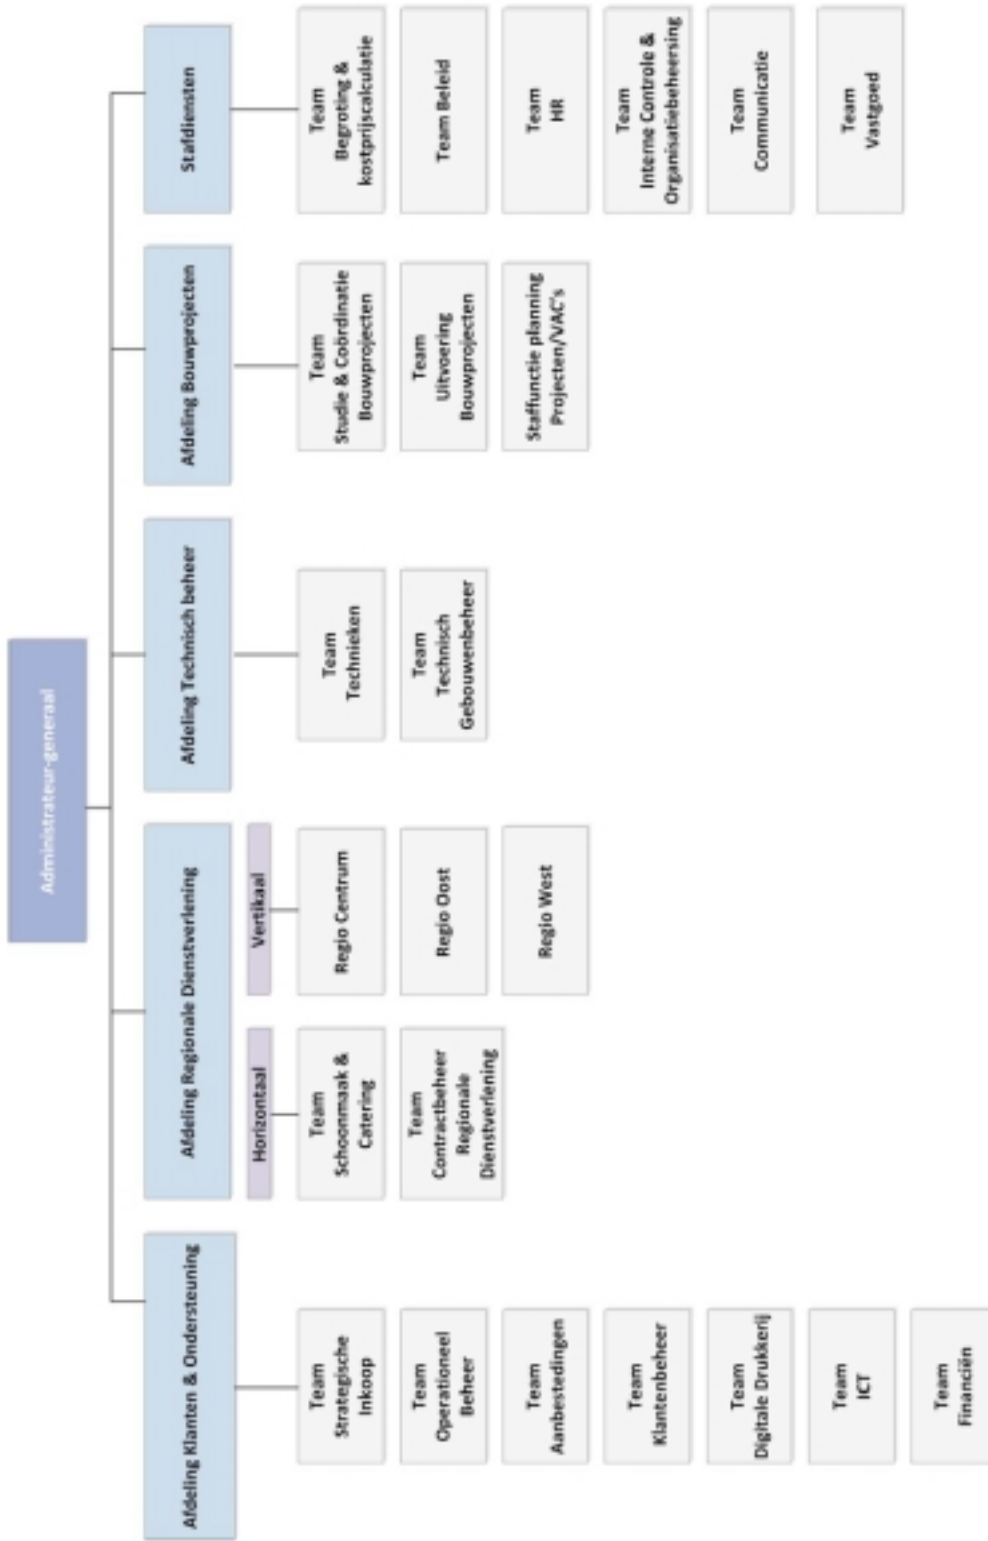 Administrateur-generaal
Afdeling Klanten & Ondersteuning
Team
Strategische
Inkoop
Team
Operationeel
Beheer
Team
Aanbestedingen
Team
Klantenbeheer
Team
Digitale Drukkerij
Team
ICT
Team
Financiën
Afdeling Regionale Dienstverlening
Horizontaal
Team
Schoonmaak &
Catering
Team
Contractbeheer
Regionale
Dienstverlening
Vertikaal
Regio Centrum
Regio Oost
Regio West
Afdeling Technisch beheer
Team
Technieken
Team
Technisch
Gebouwenbeheer
Afdeling Bouwprojecten
Team
Studie & Coördinatie
Bouwprojecten
Team
Uitvoering
Bouwprojecten
Staffunctie planning
Projecten/VAC's
Stafdiensten
Team
Begroting &
kostprijscalculatie
Team Beleid
Team
HR
Team
Interne Controle &
Organisatiebeheersing
Team
Communicatie
Team
Vastgoed